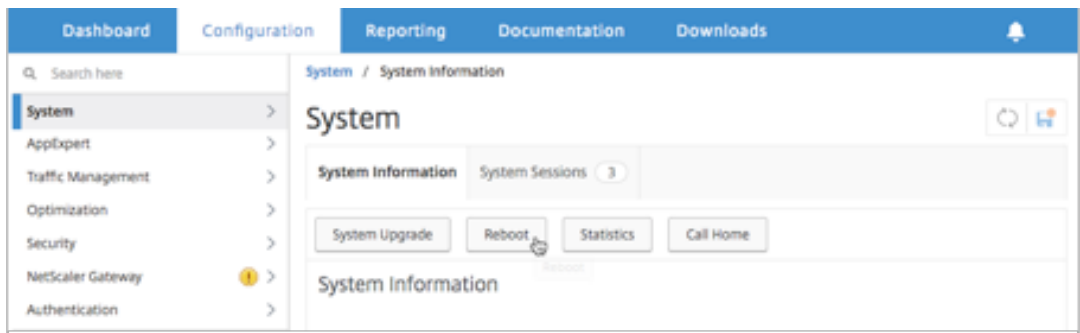 Dashboard Configuration Reporting Documentation Downloads
Search here
System / System Information
System
System
AppExpert
System Information System Sessions 3
Traffic Management
Optimization
System Upgrade Reboot Statistics Call Home
Security
Reboot
NetScaler Gateway
System Information
Authentication